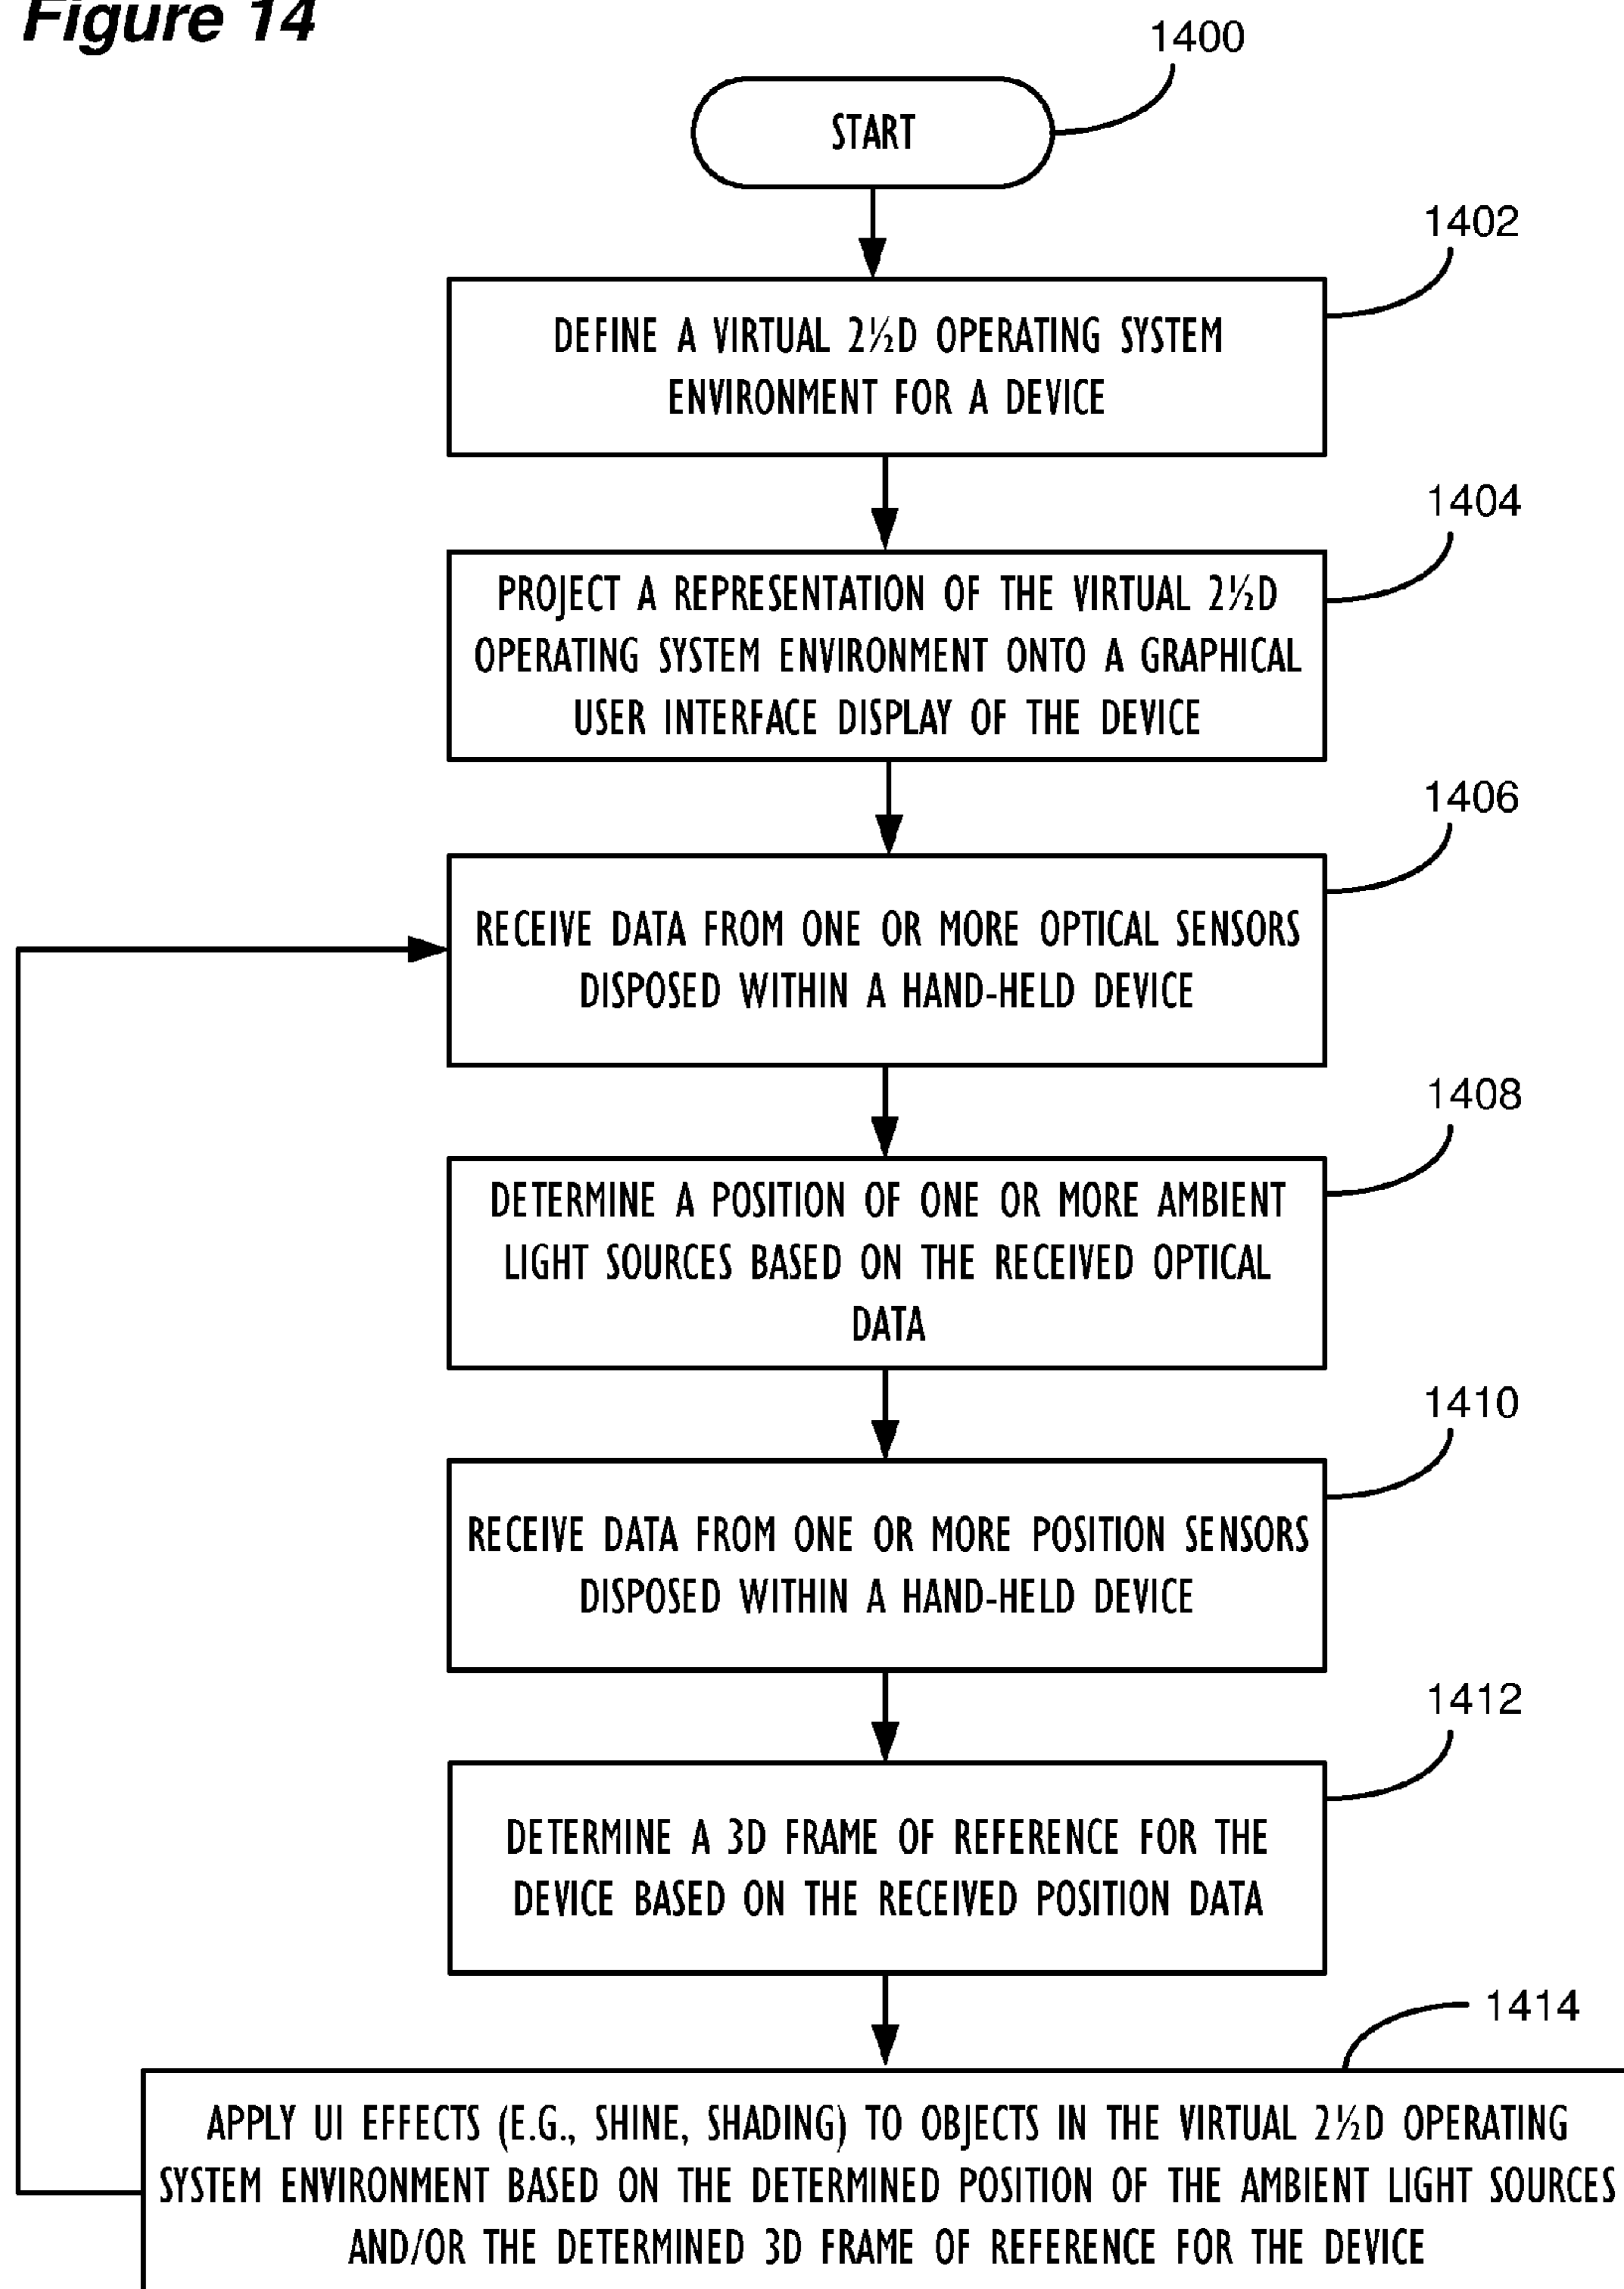 Figure 14
1400
START
1402
DEFINE A VIRTUAL 2½D OPERATING SYSTEM
ENVIRONMENT FOR A DEVICE
1404
PROJECT A REPRESENTATION OF THE VIRTUAL 2½D
OPERATING SYSTEM ENVIRONMENT ONTO A GRAPHICAL
USER INTERFACE DISPLAY OF THE DEVICE
1406
RECEIVE DATA FROM ONE OR MORE OPTICAL SENSORS
DISPOSED WITHIN A HAND-HELD DEVICE
1408
DETERMINE A POSITION OF ONE OR MORE AMBIENT
LIGHT SOURCES BASED ON THE RECEIVED OPTICAL
DATA
1410
RECEIVE DATA FROM ONE OR MORE POSITION SENSORS
DISPOSED WITHIN A HAND-HELD DEVICE
1412
DETERMINE A 3D FRAME OF REFERENCE FOR THE
DEVICE BASED ON THE RECEIVED POSITION DATA
1414
APPLY UI EFFECTS (E.G., SHINE, SHADING) TO OBJECTS IN THE VIRTUAL 2½D OPERATING
SYSTEM ENVIRONMENT BASED ON THE DETERMINED POSITION OF THE AMBIENT LIGHT SOURCES
AND/OR THE DETERMINED 3D FRAME OF REFERENCE FOR THE DEVICE